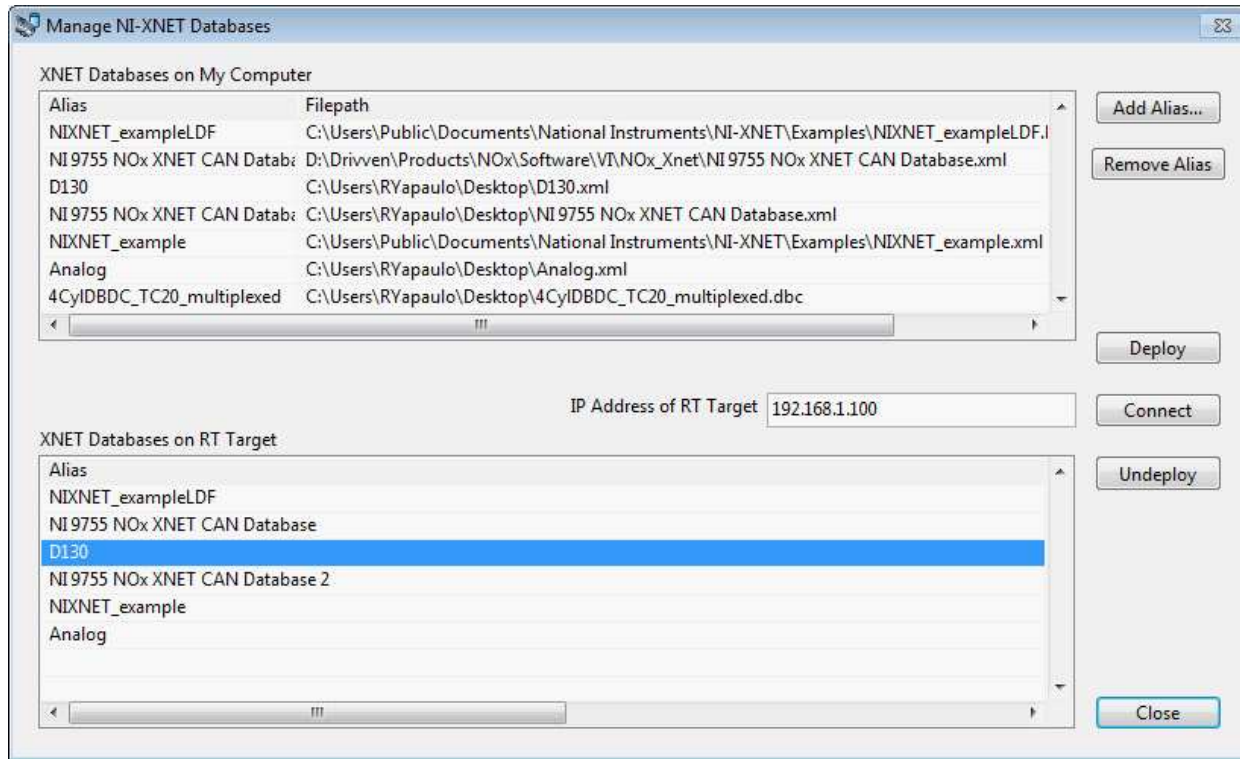 Manage NI-XNET Databases
XNET Databases on My Computer
Alias Filepath
NIXNET_exampleLDF C:\Users\Public\Documents\National Instruments\NI-XNET\Examples\NIXNET_exampleLDF.l
NI 9755 NOx XNET CAN Databa D:\Drivven\Products\NOx\Software\VI\NOx_Xnet\NI 9755 NOx XNET CAN Database.xml
D130 C:\Users\RYapaulo\Desktop\D130.xml
NI 9755 NOx XNET CAN Databa C:\Users\RYapaulo\Desktop\NI 9755 NOx XNET CAN Database.xml
NIXNET_example C:\Users\Public\Documents\National Instruments\NI-XNET\Examples\NIXNET_example.xml
Analog C:\Users\RYapaulo\Desktop\Analog.xml
4CylDBDC_TC20_multiplexed C:\Users\RYapaulo\Desktop\4CylDBDC_TC20_multiplexed.dbc
Add Alias...
Remove Alias
Deploy
IP Address of RT Target 192.168.1.100 Connect
XNET Databases on RT Target
Alias
NIXNET_exampleLDF
NI 9755 NOx XNET CAN Database
D130
NI 9755 NOx XNET CAN Database 2
NIXNET_example
Analog
Undeploy
Close